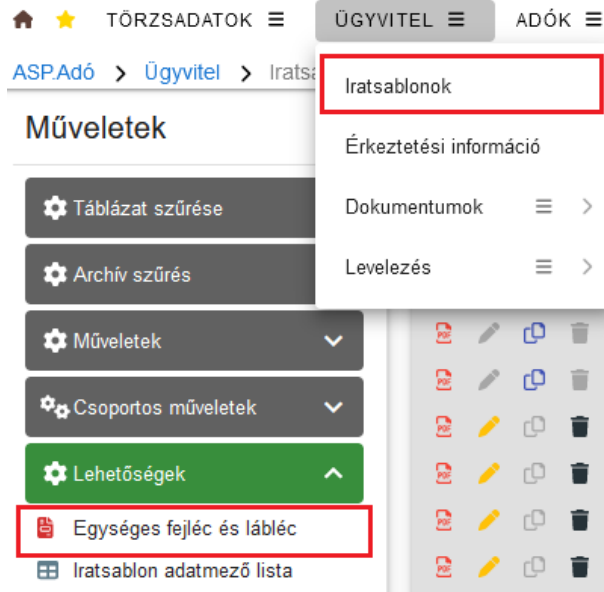 TÖRZSADATOK ÜGYVITEL ADÓK
ASP.Adó > Ügyvitel > Iratsa
Iratsablonok
Műveletek
Érkeztetési információ
Táblázat szűrése
Dokumentumok
Archív szűrés
Levelezés
Műveletek
Csoportos műveletek
Lehetőségek
Egységes fejléc és lábléc
Iratsablon adatmező lista